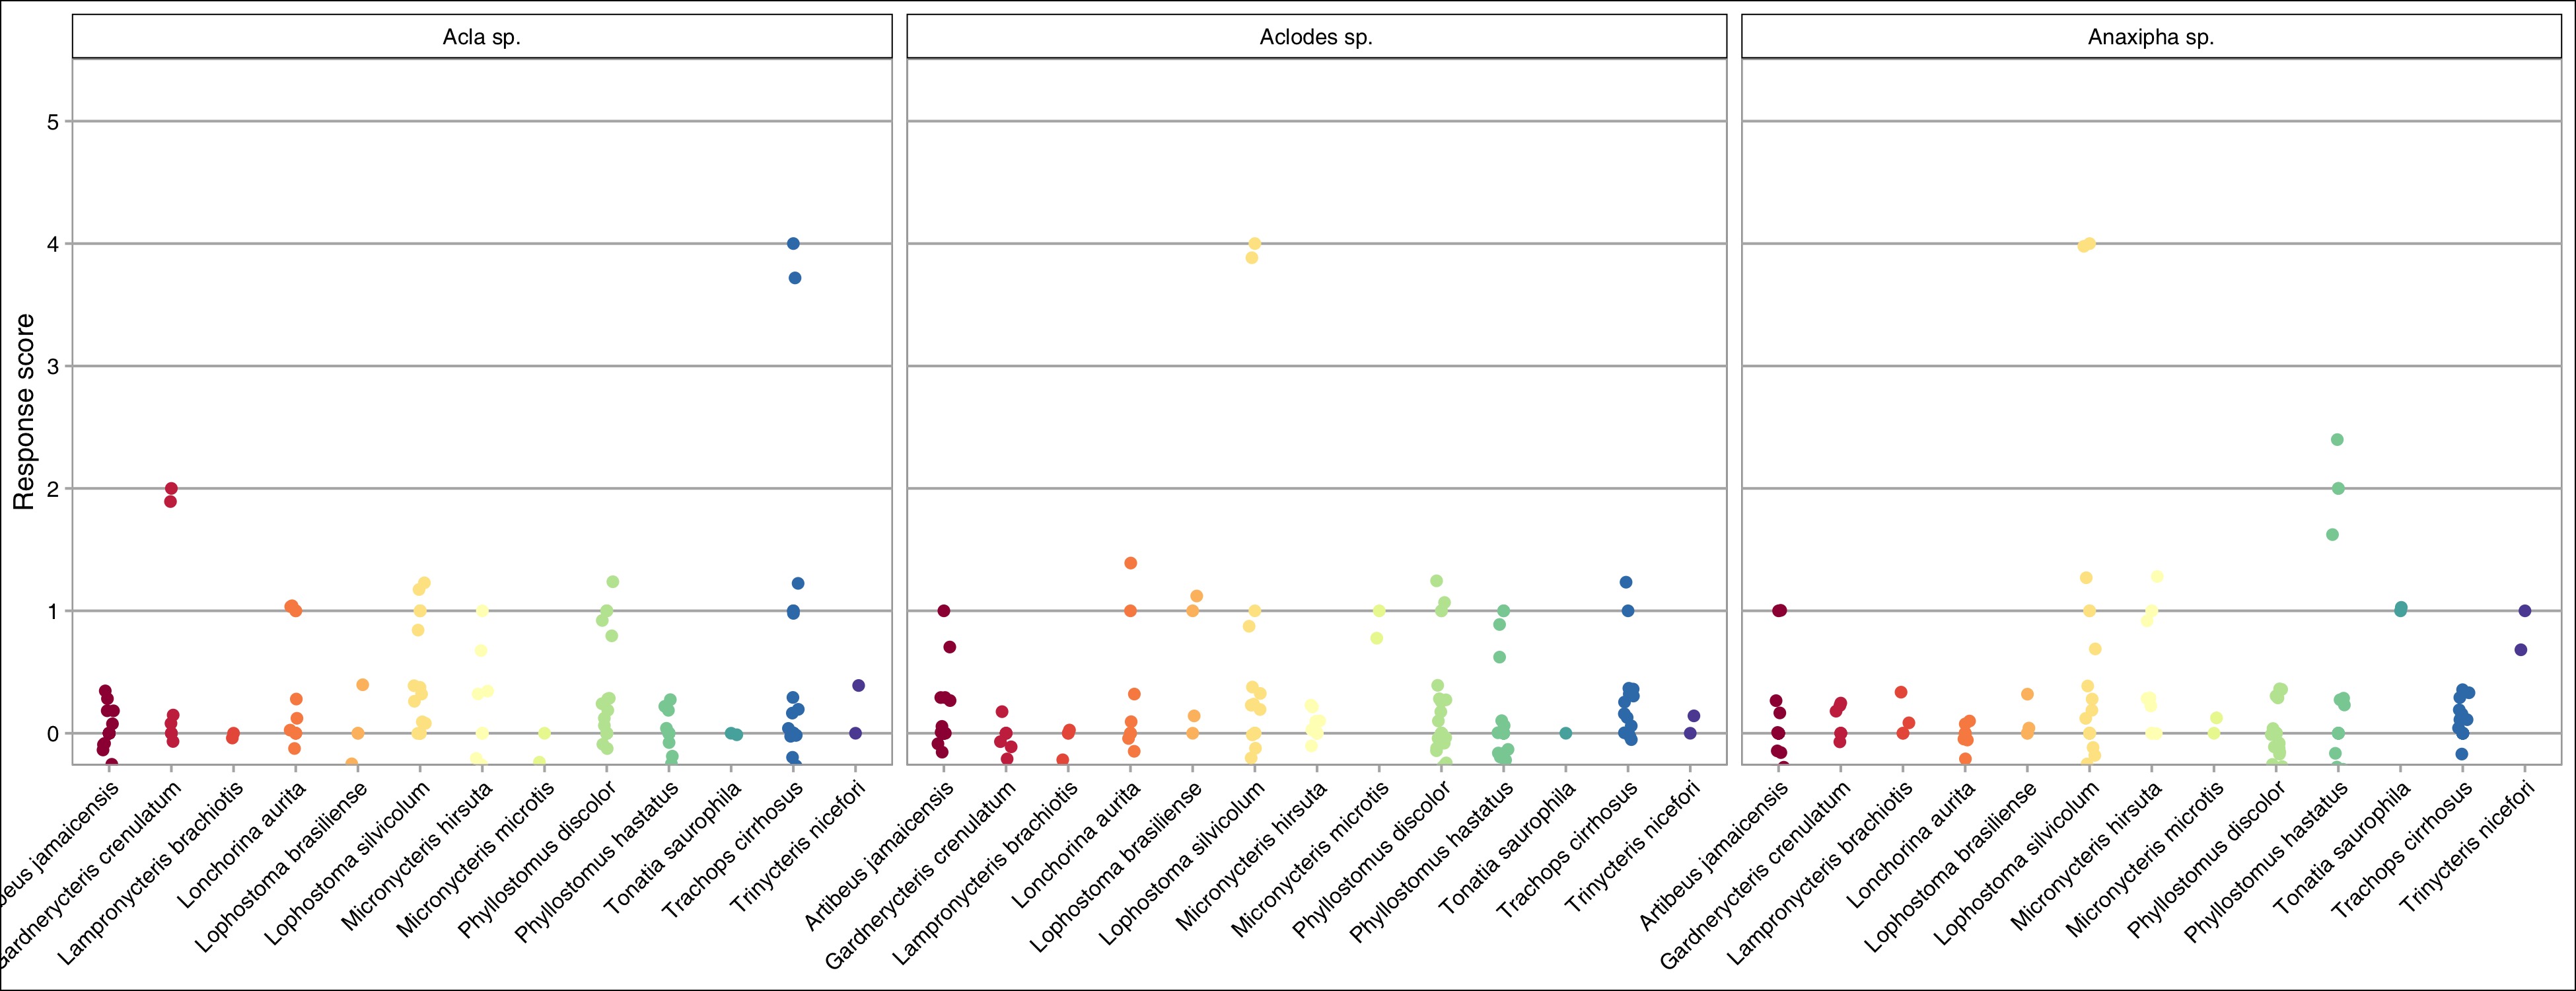 Acla sp.
Aclodes sp.
Anaxipha sp.
Response score
5
4
3
2
1
0
beus jamaicensis
Gardnerycteris crenulatum
Lampronycteris brachiotis
Lonchorina aurita
Lophostoma brasiliense
Lophostoma silvicolum
Micronycteris hirsuta
Micronycteris microtis
Phyllostomus discolor
Phyllostomus hastatus
Tonatia saurophila
Trachops cirrhosus
Trinycteris nicefori
Artibeus jamaicensis
Gardnerycteris crenulatum
Lampronycteris brachiotis
Lonchorina aurita
Lophostoma brasiliense
Lophostoma silvicolum
Micronycteris hirsuta
Micronycteris microtis
Phyllostomus discolor
Phyllostomus hastatus
Tonatia saurophila
Trachops cirrhosus
Trinycteris nicefori
Artibeus jamaicensis
Gardnerycteris crenulatum
Lampronycteris brachiotis
Lonchorina aurita
Lophostoma brasiliense
Lophostoma silvicolum
Micronycteris hirsuta
Micronycteris microtis
Phyllostomus discolor
Phyllostomus hastatus
Tonatia saurophila
Trachops cirrhosus
Trinycteris nicefori